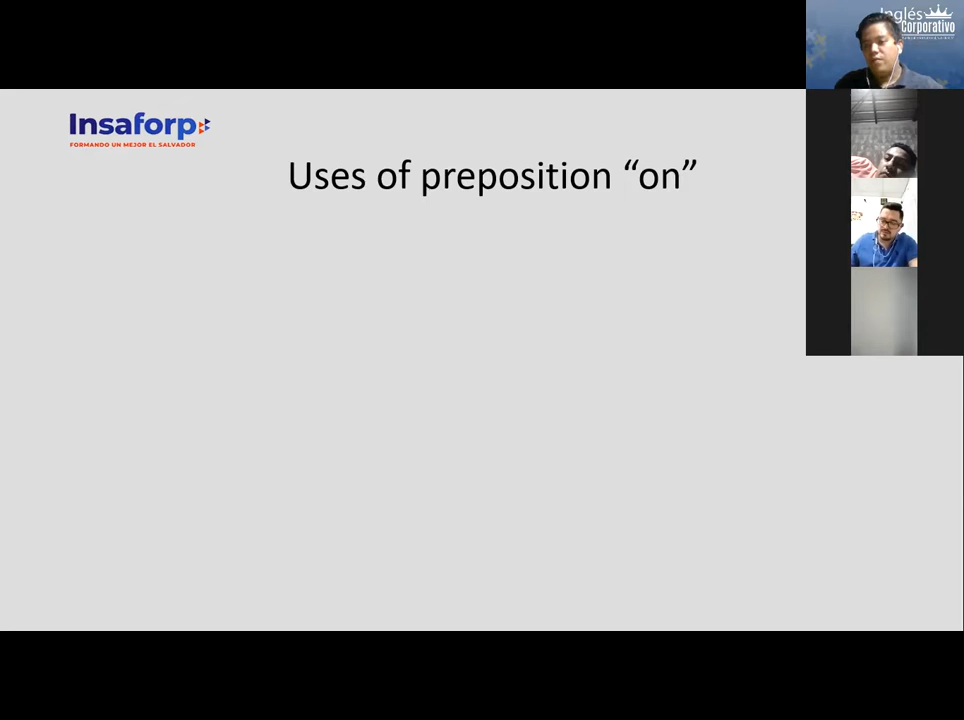 Inglés
Corporativo
Insaforp
FORMANDO UN MEJOR EL SALVADOR
Uses of preposition “on”